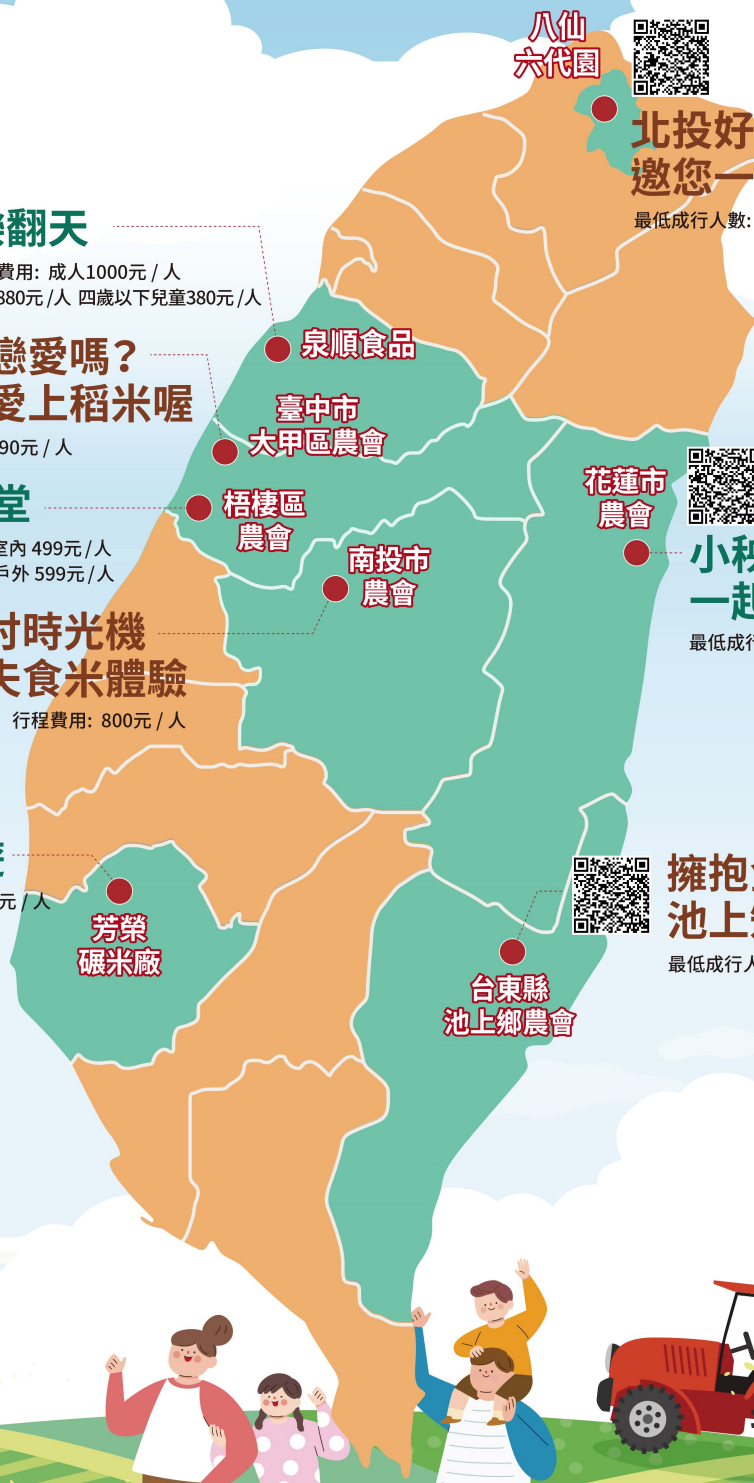 八仙
六代園
北投好
邀您一
最低成行人數:
翻天
費用: 成人1000元 / 人
880元 /人 四歲以下兒童380元 /人
泉順食品
戀愛嗎?
愛上稻米喔
90元 / 人
臺中市
大甲區農會
花蓮市
農會
堂
室內 499元 / 人
戶外 599元 / 人
梧棲區
農會
南投市
農會
小秧
一起
最低成行
村時光機
夫食米體驗
行程費用: 800元 / 人
元 / 人
芳榮
碾米廠
擁抱
池上
最低成行人
台東縣
池上鄉農會